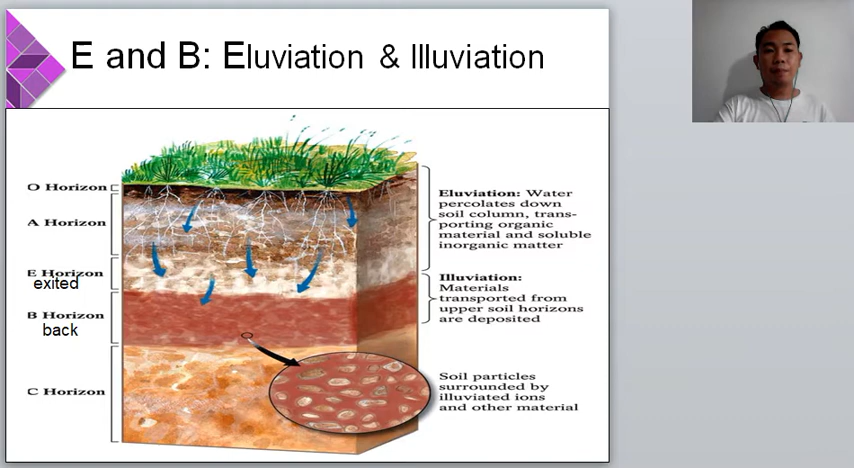 E and B: Eluviation & Illuviation
O Horizon
A Horizon
E Horizon
exited
B Horizon
back
C Horizon
Eluviation: Water
percolates down
soil column, trans-
porting organic
material and soluble
inorganic matter
Illuviation:
Materials
transported from
upper soil horizons
are deposited
Soil particles
surrounded by
illuviated ions
and other material